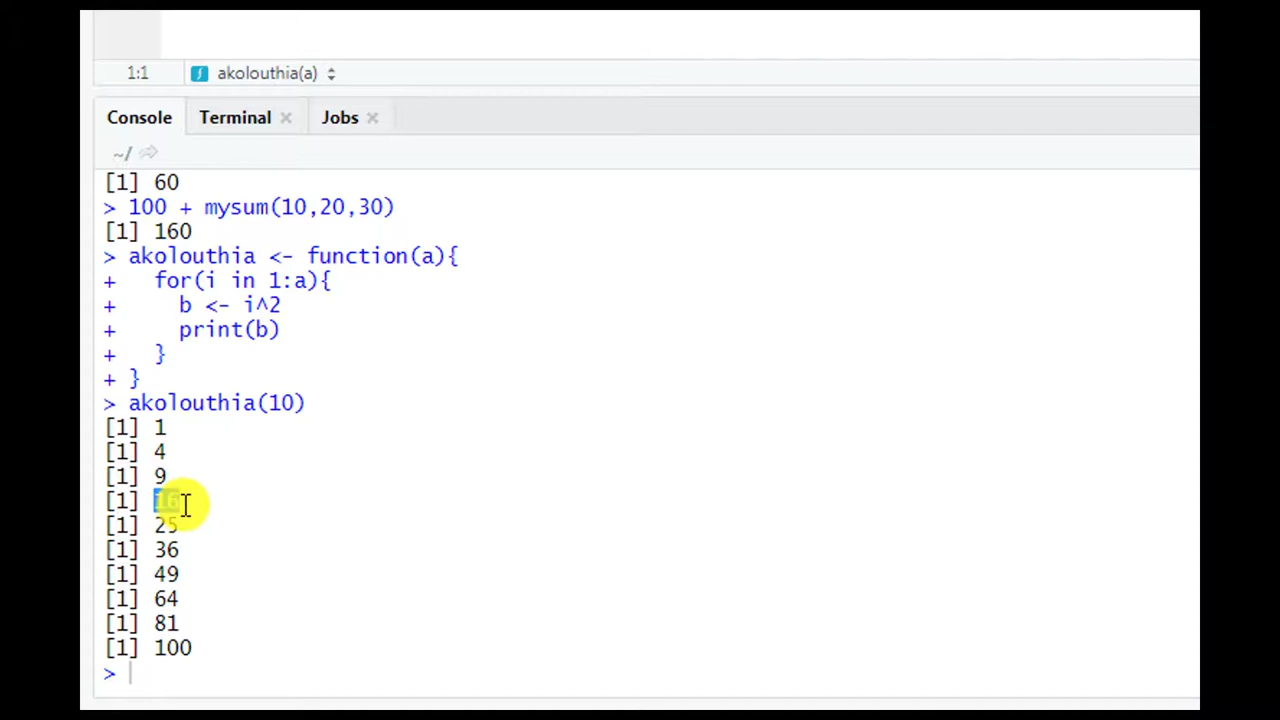 1:1 akolouthia(a)
Console Terminal Jobs
~/
[1] 60
> 100 + mysum(10,20,30)
[1] 160
> akolouthia <- function(a){
+   for(i in 1:a){
+     b <- i^2
+     print(b)
+   }
+ }
> akolouthia(10)
[1] 1
[1] 4
[1] 9
[1] 16
[1] 25
[1] 36
[1] 49
[1] 64
[1] 81
[1] 100
>